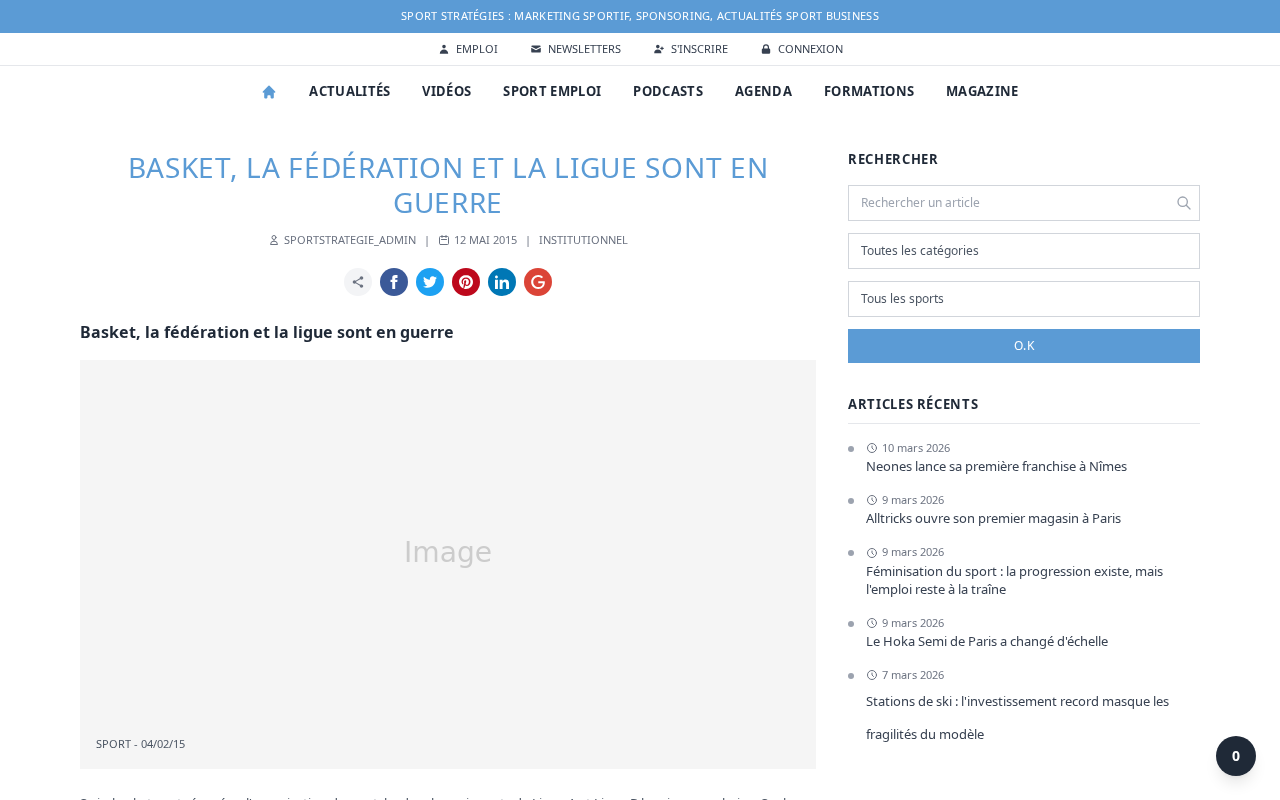 SPORT STRATÉGIES : MARKETING SPORTIF, SPONSORING, ACTUALITÉS SPORT BUSINESS
EMPLOI NEWSLETTERS S'INSCRIRE CONNEXION
ACTUALITÉS VIDÉOS SPORT EMPLOI PODCASTS AGENDA FORMATIONS MAGAZINE
BASKET, LA FÉDÉRATION ET LA LIGUE SONT EN
GUERRE
SPORTSTRATEGIE_ADMIN | 12 MAI 2015 | INSTITUTIONNEL
Basket, la fédération et la ligue sont en guerre
Image
SPORT - 04/02/15
RECHERCHER
Rechercher un article
Toutes les catégories
Tous les sports
O.K
ARTICLES RÉCENTS
10 mars 2026
Neones lance sa première franchise à Nîmes
9 mars 2026
Alltricks ouvre son premier magasin à Paris
9 mars 2026
Féminisation du sport : la progression existe, mais
l'emploi reste à la traîne
9 mars 2026
Le Hoka Semi de Paris a changé d'échelle
7 mars 2026
Stations de ski : l'investissement record masque les
fragilités du modèle
0